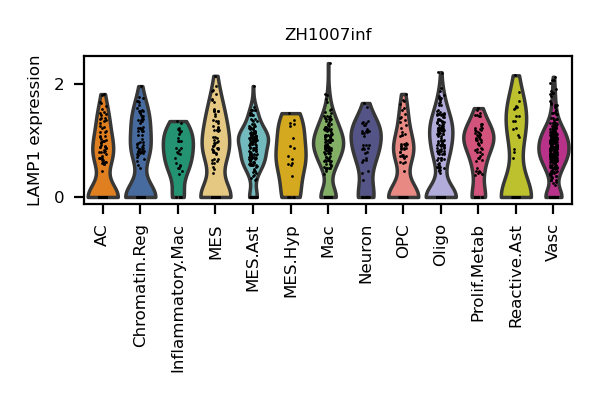 ZH1007inf
LAMP1 expression
2
0
AC
Chromatin.Reg
Inflammatory.Mac
MES
MES.Ast
MES.Hyp
Mac
Neuron
OPC
Oligo
Prolif.Metab
Reactive.Ast
Vasc